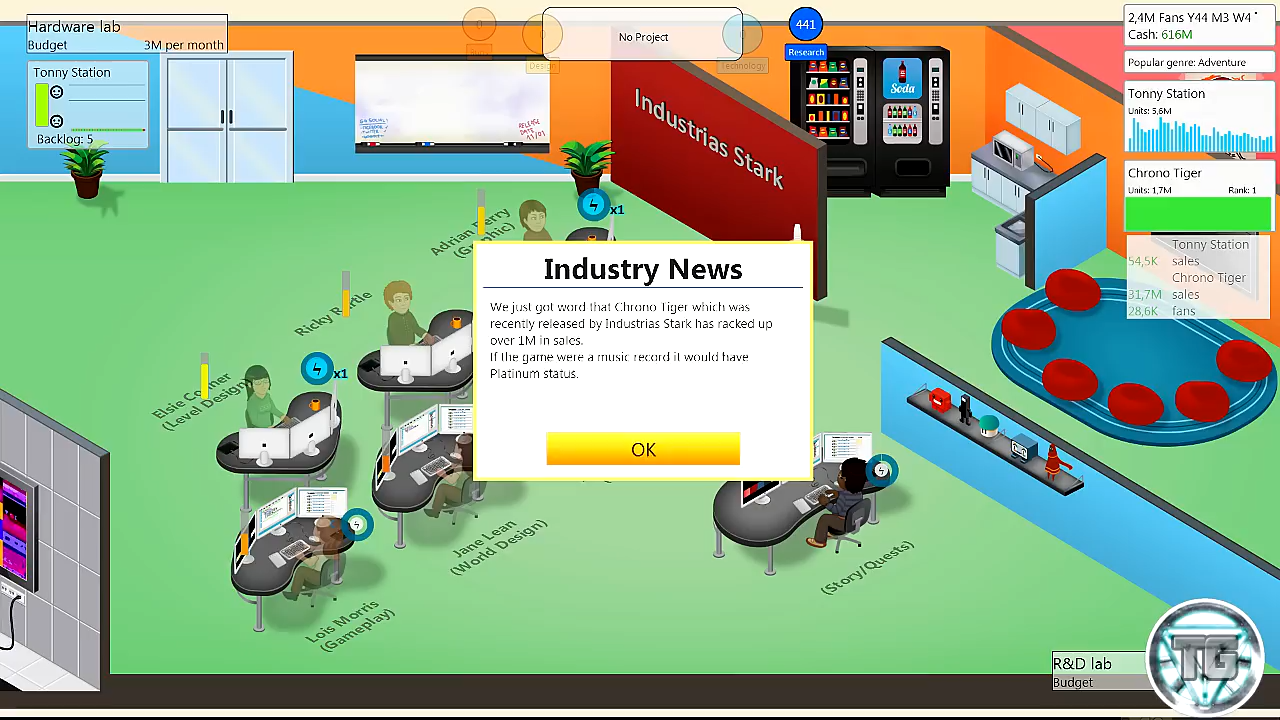 Hardware lab
Budget 3M per month
Tonny Station
Backlog: 5
No Project
Design
Technology
441
Research
2,4M Fans Y44 M3 W4
Cash: 616M
Popular genre: Adventure
Tonny Station
Units: 5,6M
Chrono Tiger
Units: 1,7M Rank: 1
Tonny Station
54,5K sales
Chrono Tiger
31,7M sales
28,6K fans
Industrias Stark
Soda
RELEASE
DATE
x1
Adrian Perry
(Graphic)
Industry News
We just got word that Chrono Tiger which was
recently released by Industrias Stark has racked up
over 1M in sales.
If the game were a music record it would have
Platinum status.
OK
x1
Jane Lean
(World Design)
(Story/Quests)
Lois Morris
(Gameplay)
(Level Design)
R&D lab
Budget
TG